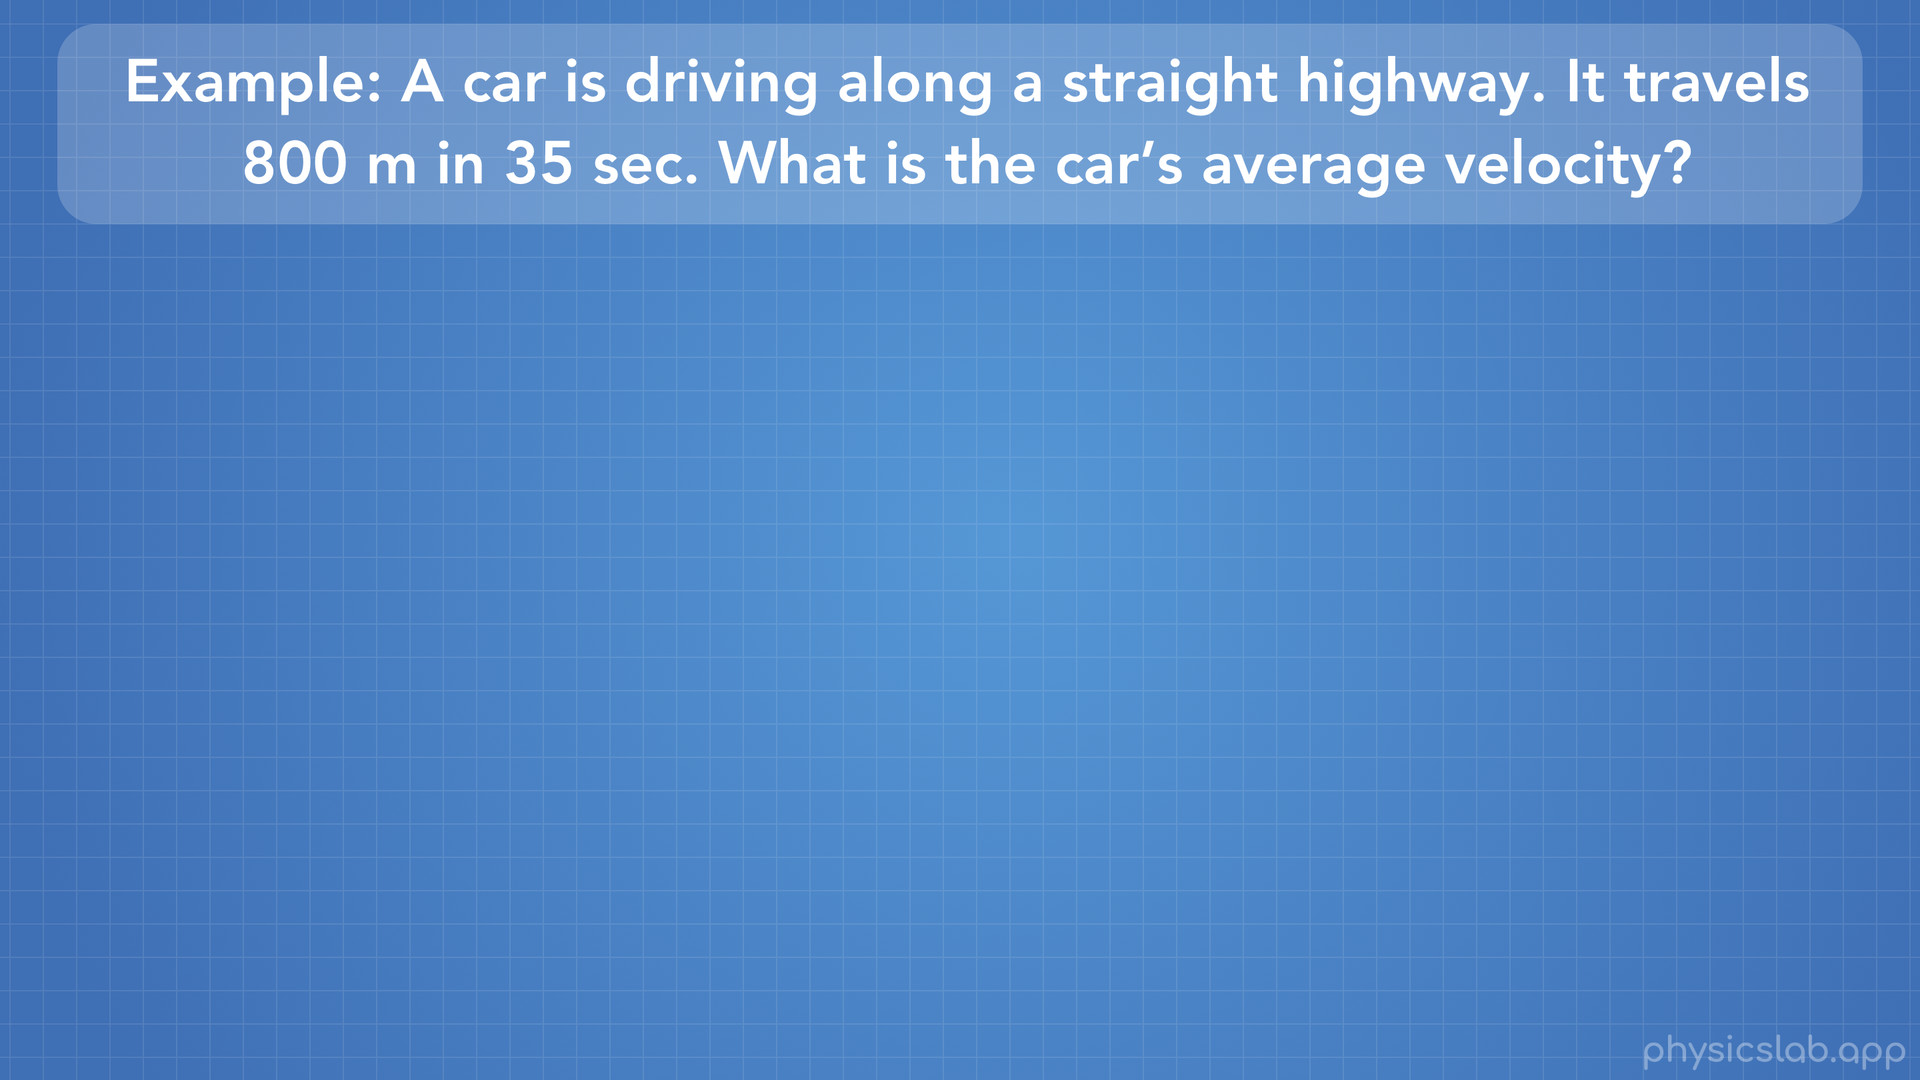 Example: A car is driving along a straight highway. It travels
800 m in 35 sec. What is the car’s average velocity?
physicslab.app